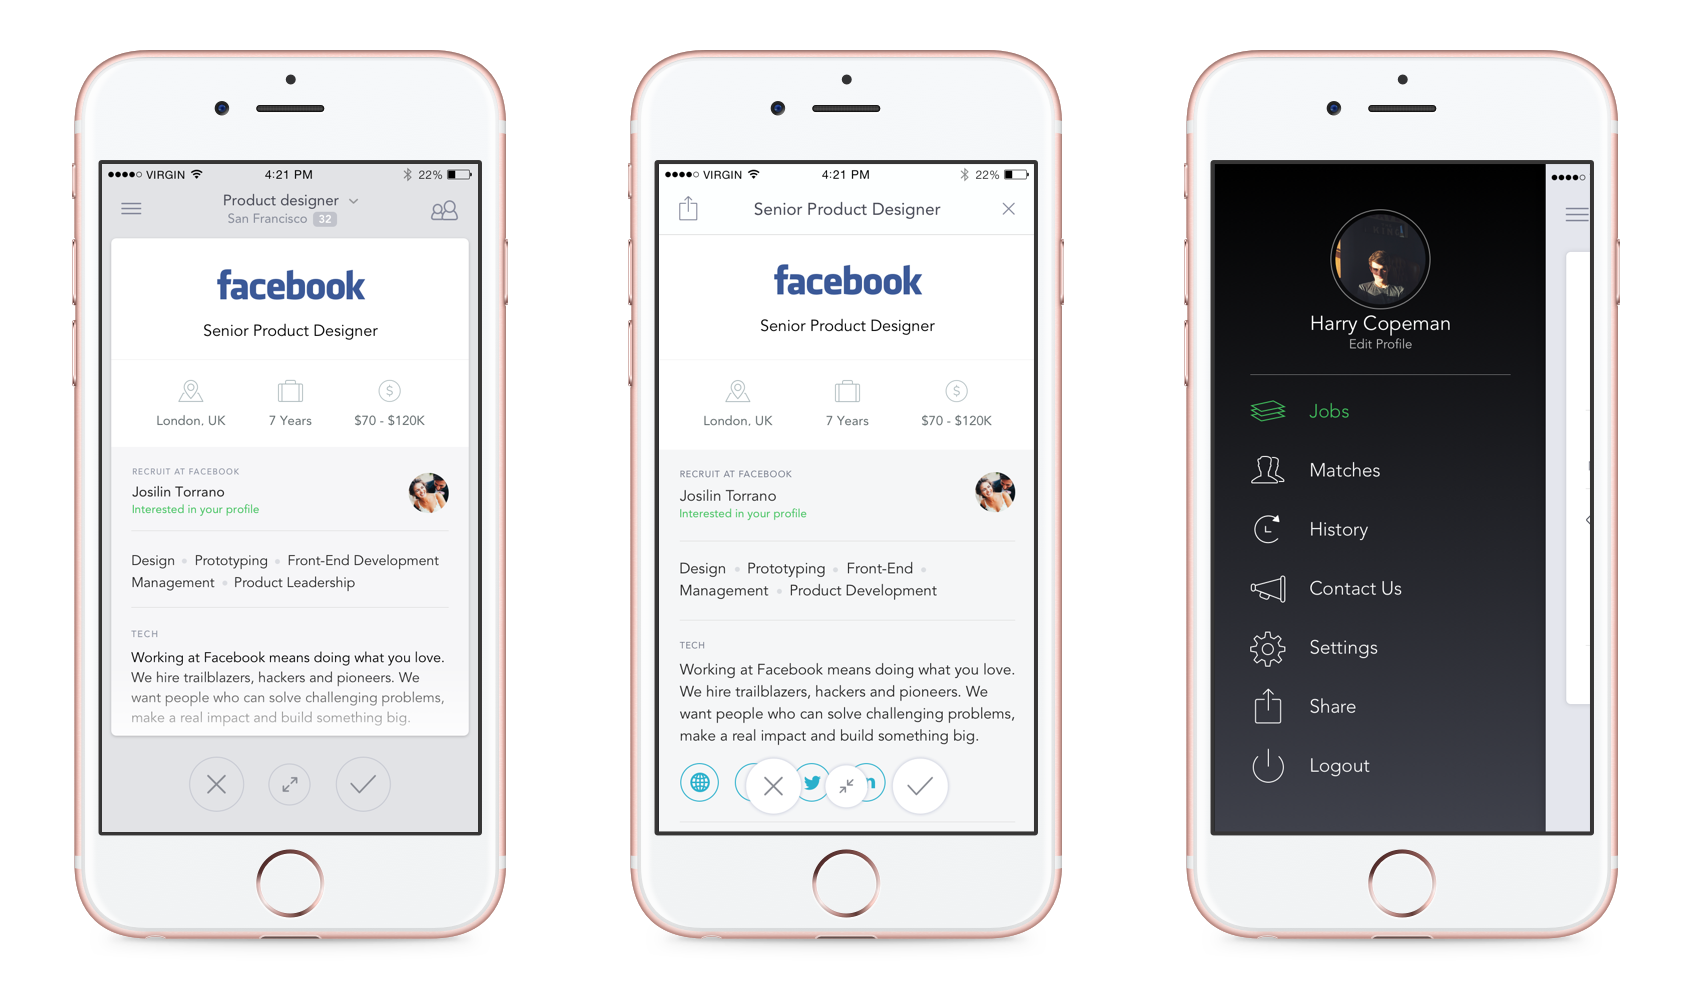 VIRGIN 4:21 PM 22%
Product designer
San Francisco 32
facebook
Senior Product Designer
London, UK 7 Years $70 - $120K
RECRUIT AT FACEBOOK
Josilin Torrano
Interested in your profile
Design • Prototyping • Front-End Development
Management • Product Leadership
TECH
Working at Facebook means doing what you love.
We hire trailblazers, hackers and pioneers. We
want people who can solve challenging problems,
make a real impact and build something big.
VIRGIN 4:21 PM 22%
Senior Product Designer
facebook
Senior Product Designer
London, UK 7 Years $70 - $120K
RECRUIT AT FACEBOOK
Josilin Torrano
Interested in your profile
Design • Prototyping • Front-End •
Management • Product Development
TECH
Working at Facebook means doing what you love.
We hire trailblazers, hackers and pioneers. We
want people who can solve challenging problems,
make a real impact and build something big.
Harry Copeman
Edit Profile
Jobs
Matches
History
Contact Us
Settings
Share
Logout